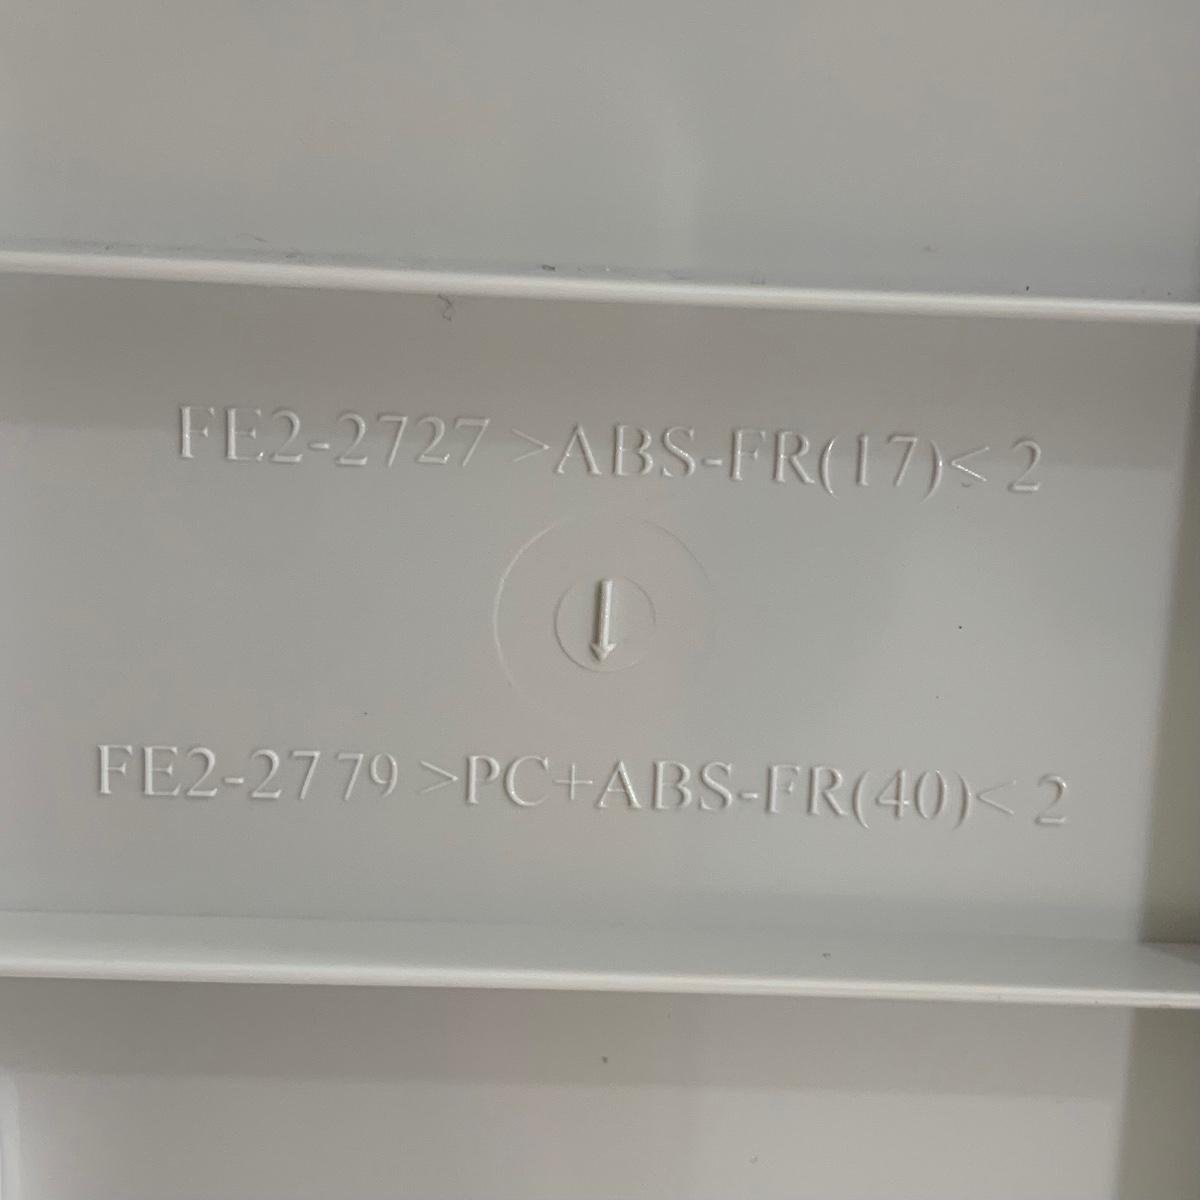 FE2-2727 >ABS-FR(17)< 2
FE2-2779 >PC+ABS-FR(40)< 2